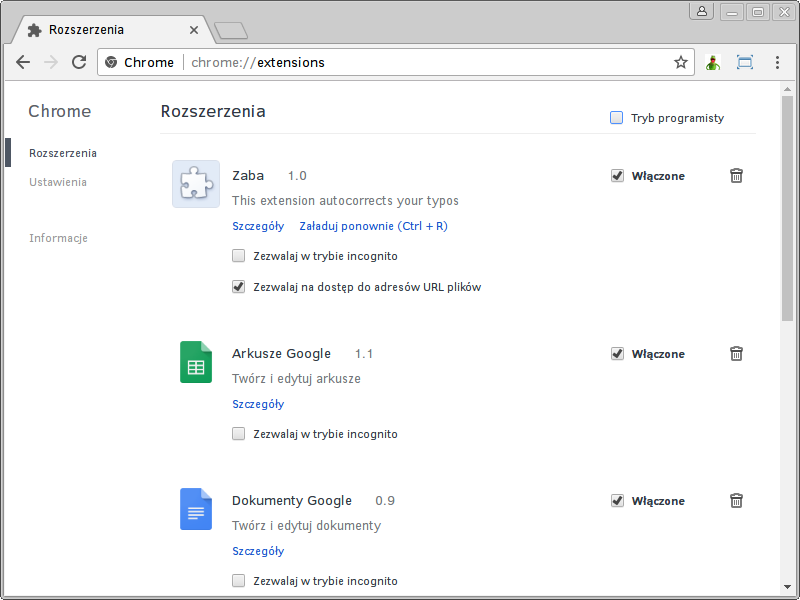 Rozszerzenia
Chrome chrome://extensions
Chrome
Rozszerzenia
Ustawienia
Informacje
Rozszerzenia
Tryb programisty
Zaba 1.0
Włączone
This extension autocorrects your typos
Szczegóły Załaduj ponownie (Ctrl + R)
Zezwalaj w trybie incognito
Zezwalaj na dostęp do adresów URL plików
Arkusze Google 1.1
Włączone
Twórz i edytuj arkusze
Szczegóły
Zezwalaj w trybie incognito
Dokumenty Google 0.9
Włączone
Twórz i edytuj dokumenty
Szczegóły
Zezwalaj w trybie incognito